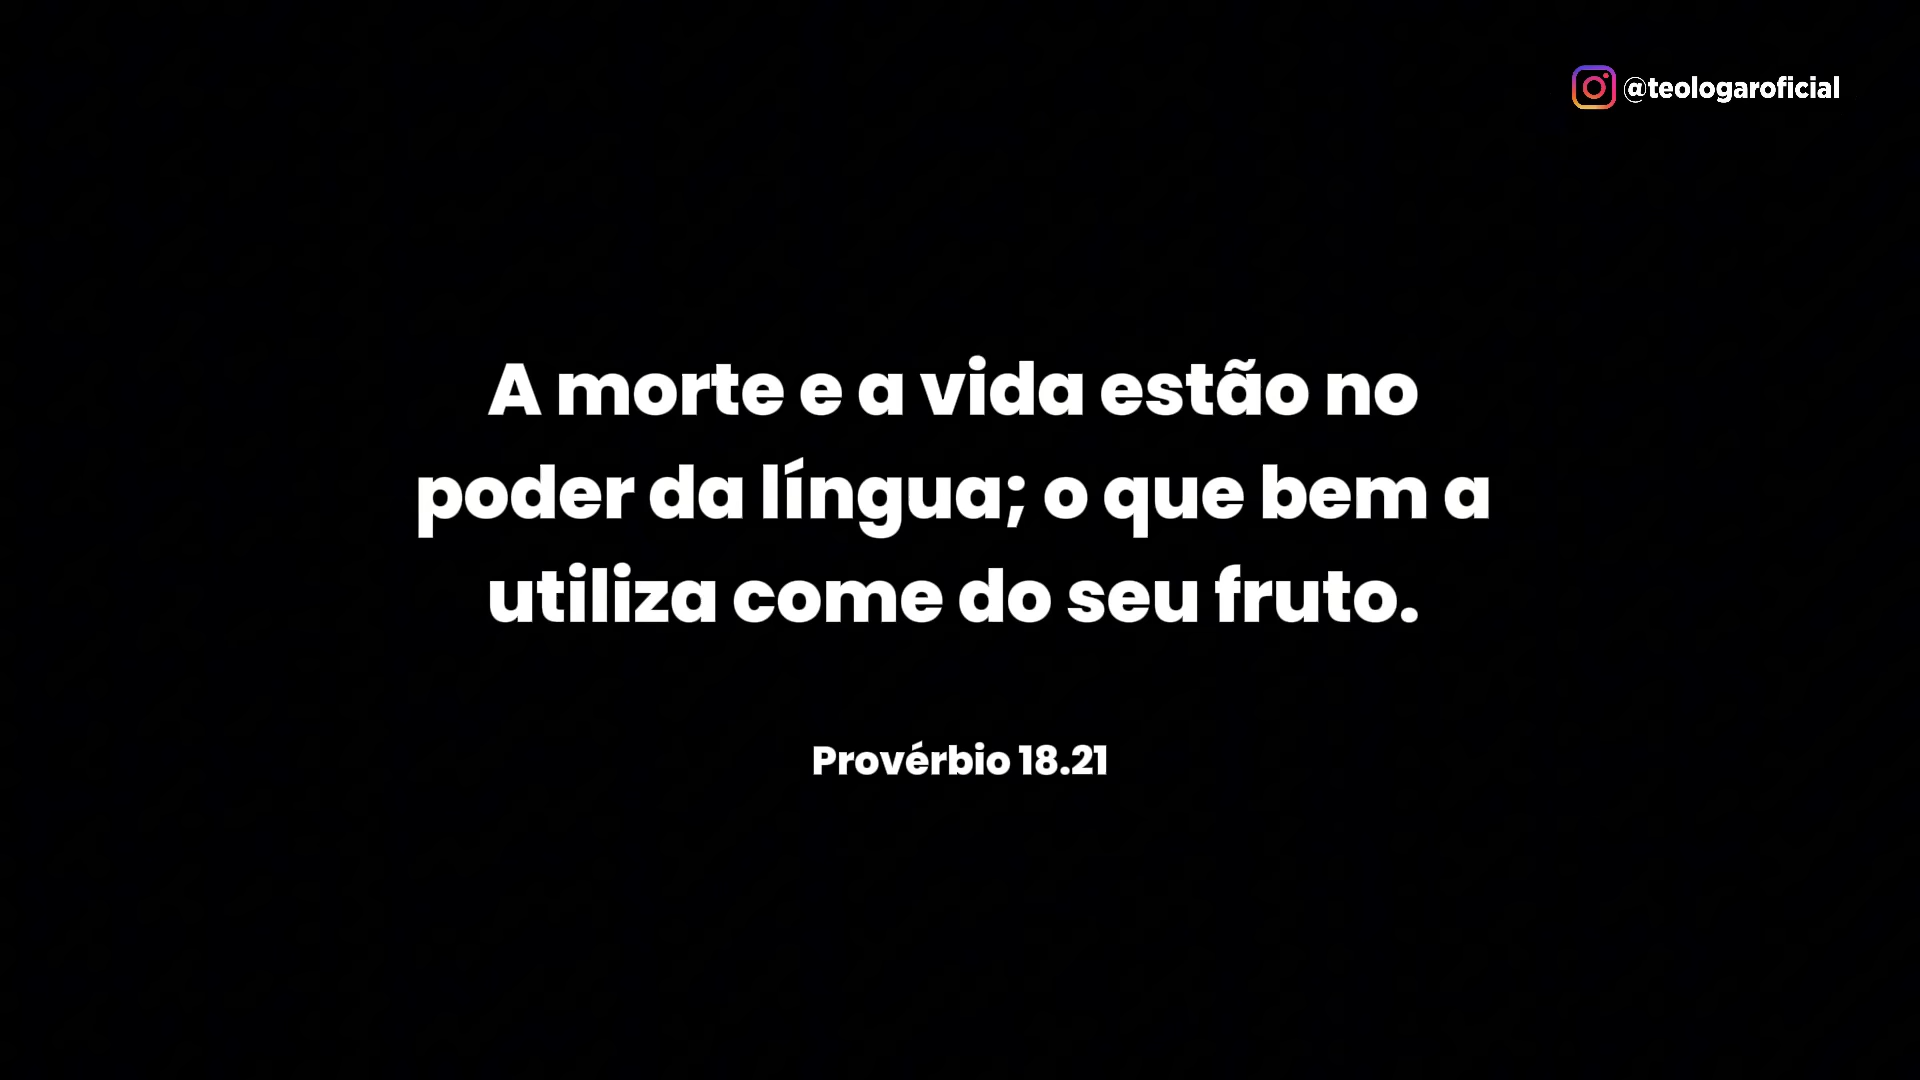 @teologaroficial
A morte e a vida estão no
poder da língua; o que bem a
utiliza come do seu fruto.
Provérbio 18.21